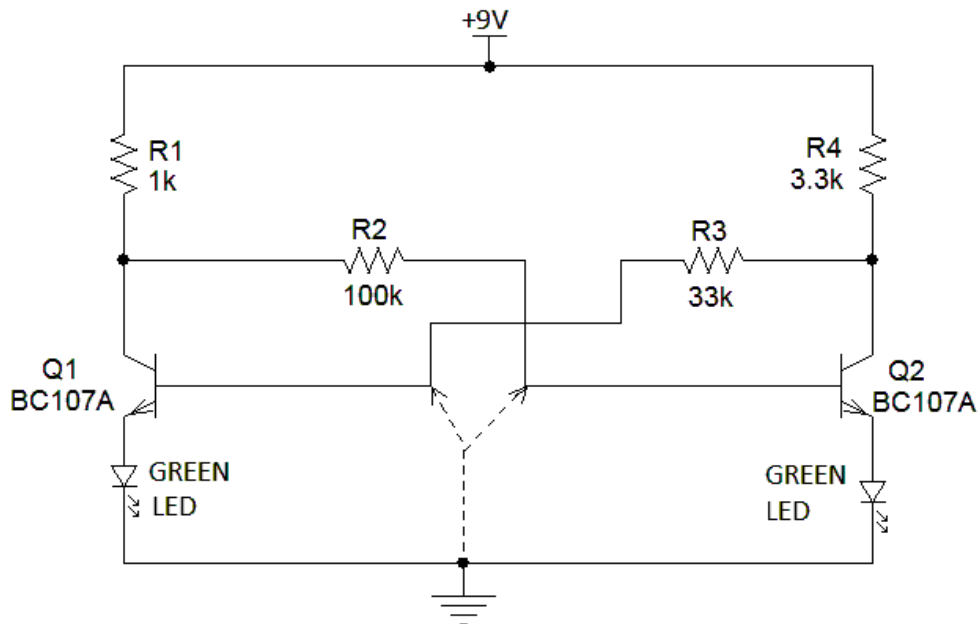 +9V
R1
1k
R4
3.3k
R2
100k
R3
33k
Q1
BC107A
Q2
BC107A
GREEN
LED
GREEN
LED